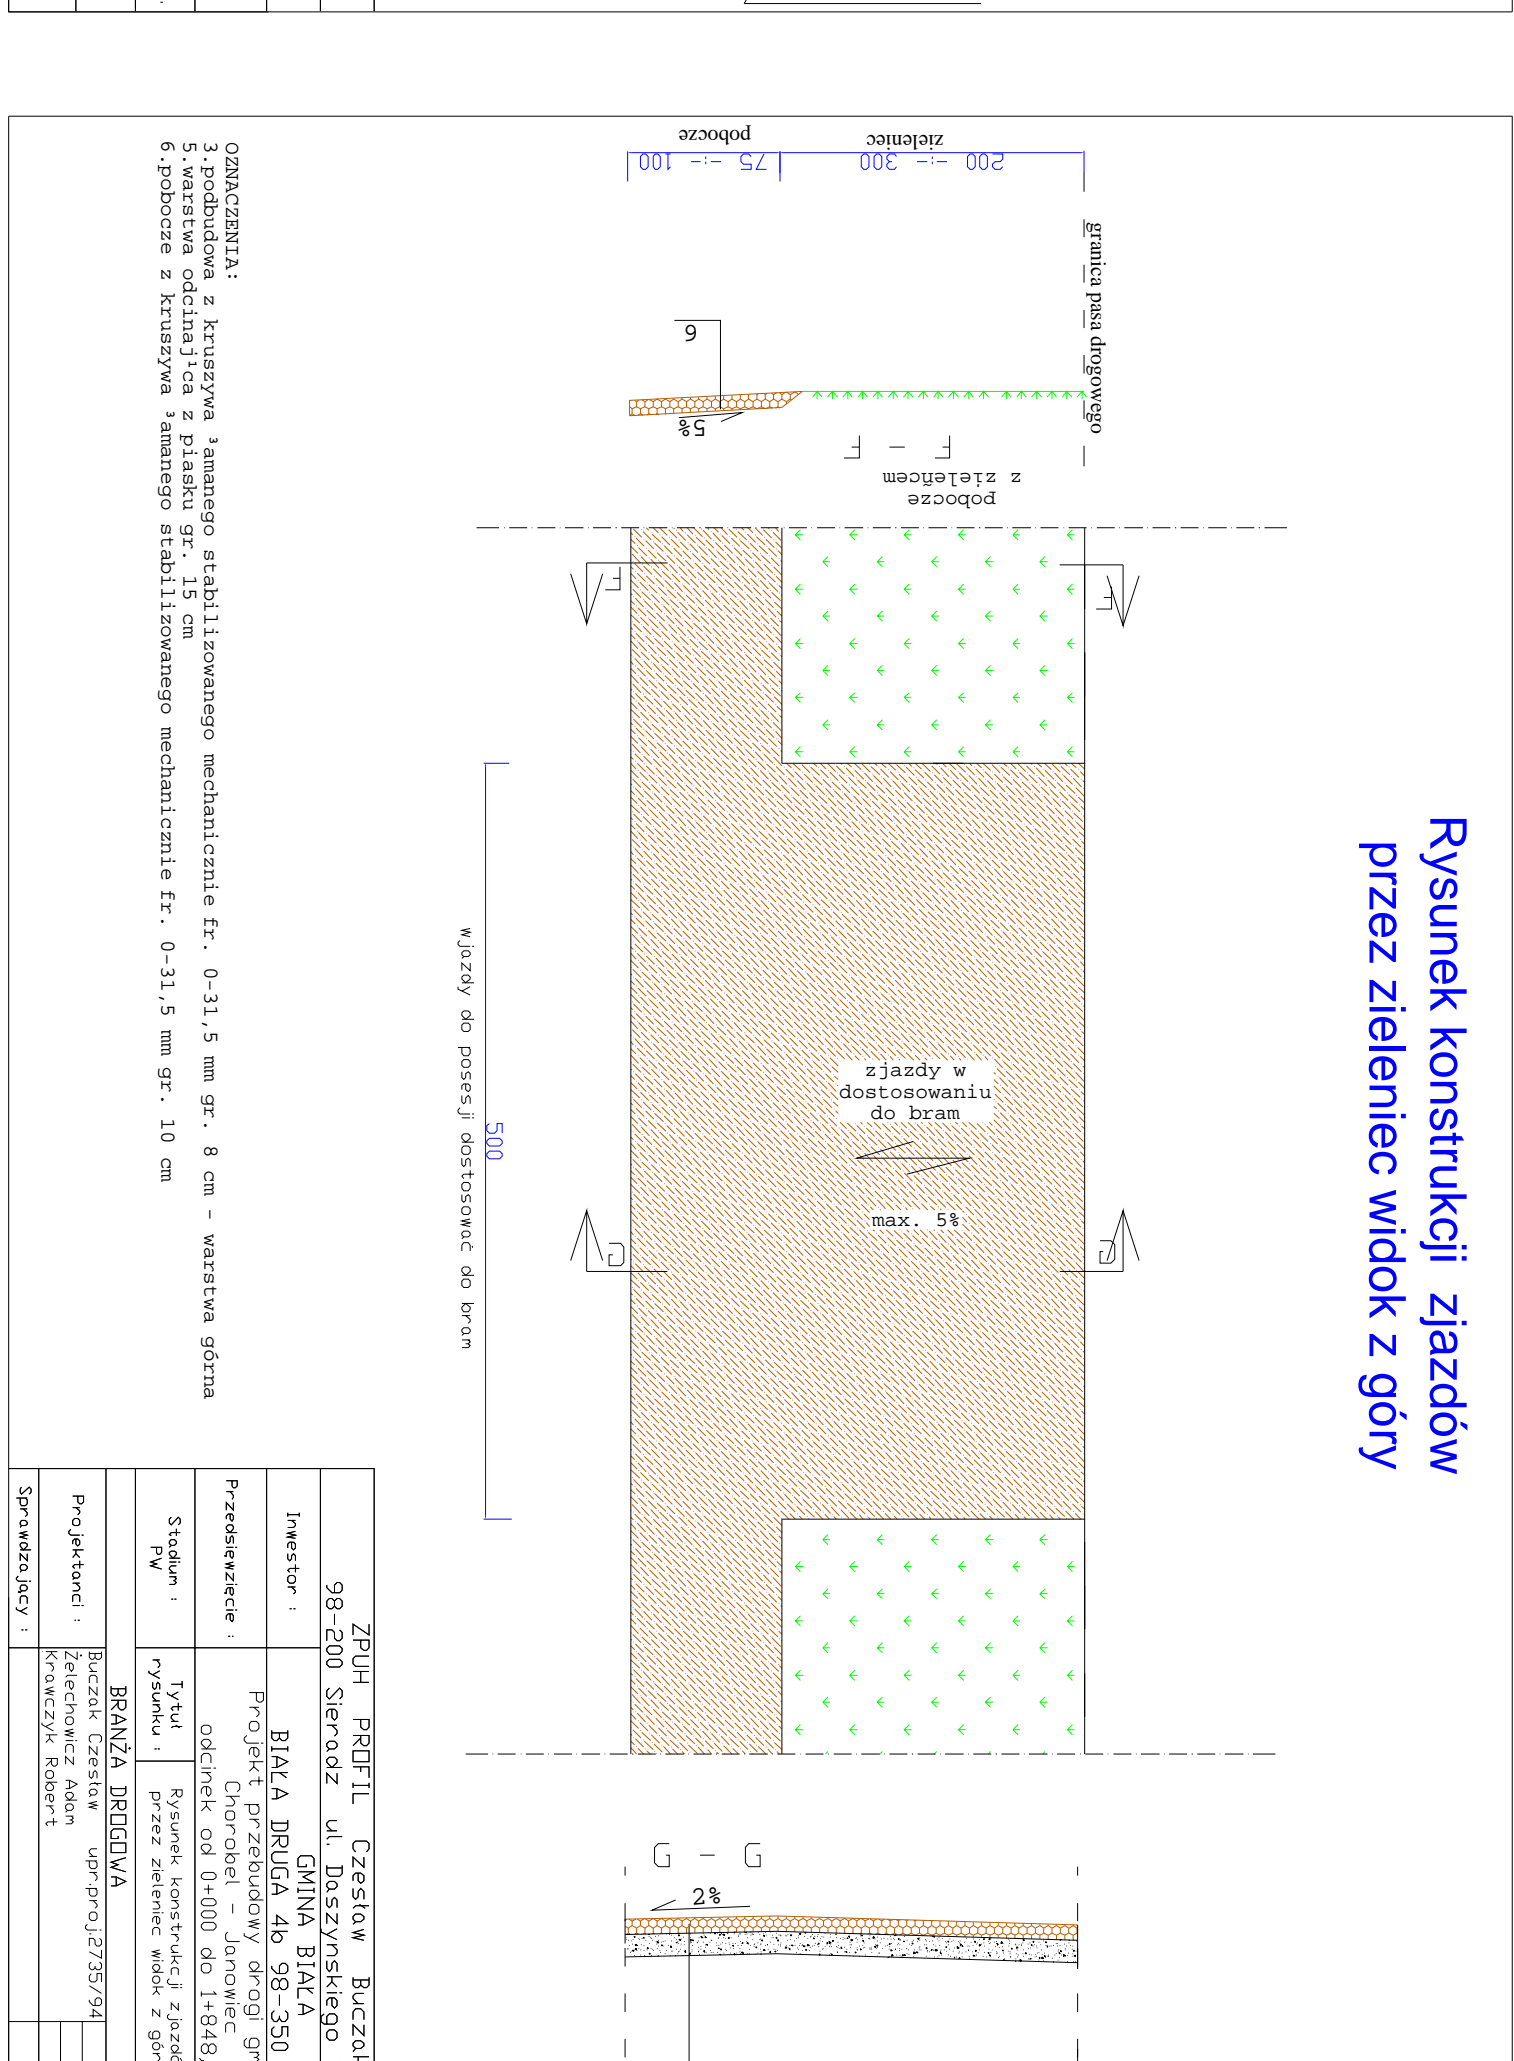 Rysunek konstrukcji zjazdów
przez zieleniec widok z góry
pobocze
zieleniec
75 -:- 100
200 -:- 300
granica pasa drogowego
6
5%
F - F
pobocze
z zieleñcem
F
F
zjazdy w
dostosowaniu
do bram
max. 5%
G
G
500
wjazdy do posesji dostosować do bram
G - G
2%
OZNACZENIA:
3.podbudowa z kruszywa ³amanego stabilizowanego mechanicznie fr. 0-31,5 mm gr. 8 cm - warstwa górna
5.warstwa odcinaj¹ca z piasku gr. 15 cm
6.pobocze z kruszywa ³amanego stabilizowanego mechanicznie fr. 0-31,5 mm gr. 10 cm
ZPUH PROFIL Czesław Buczak
98-200 Sieradz ul. Daszynskiego
Inwestor :
GMINA BIAŁA
BIAŁA DRUGA 4b 98-350
Przedsięwzięcie :
Projekt przebudowy drogi
Chorobel - Janowiec
odcinek od 0+000 do 1+848,
Stadium :
PW
Tytuł
rysunku :
Rysunek konstrukcji
przez zieleniec widok z
BRANŻA DROGOWA
Projektanci :
Buczak Czesław upr.proj.2735/94
Żelechowicz Adam
Krawczyk Robert
Sprawdzający :